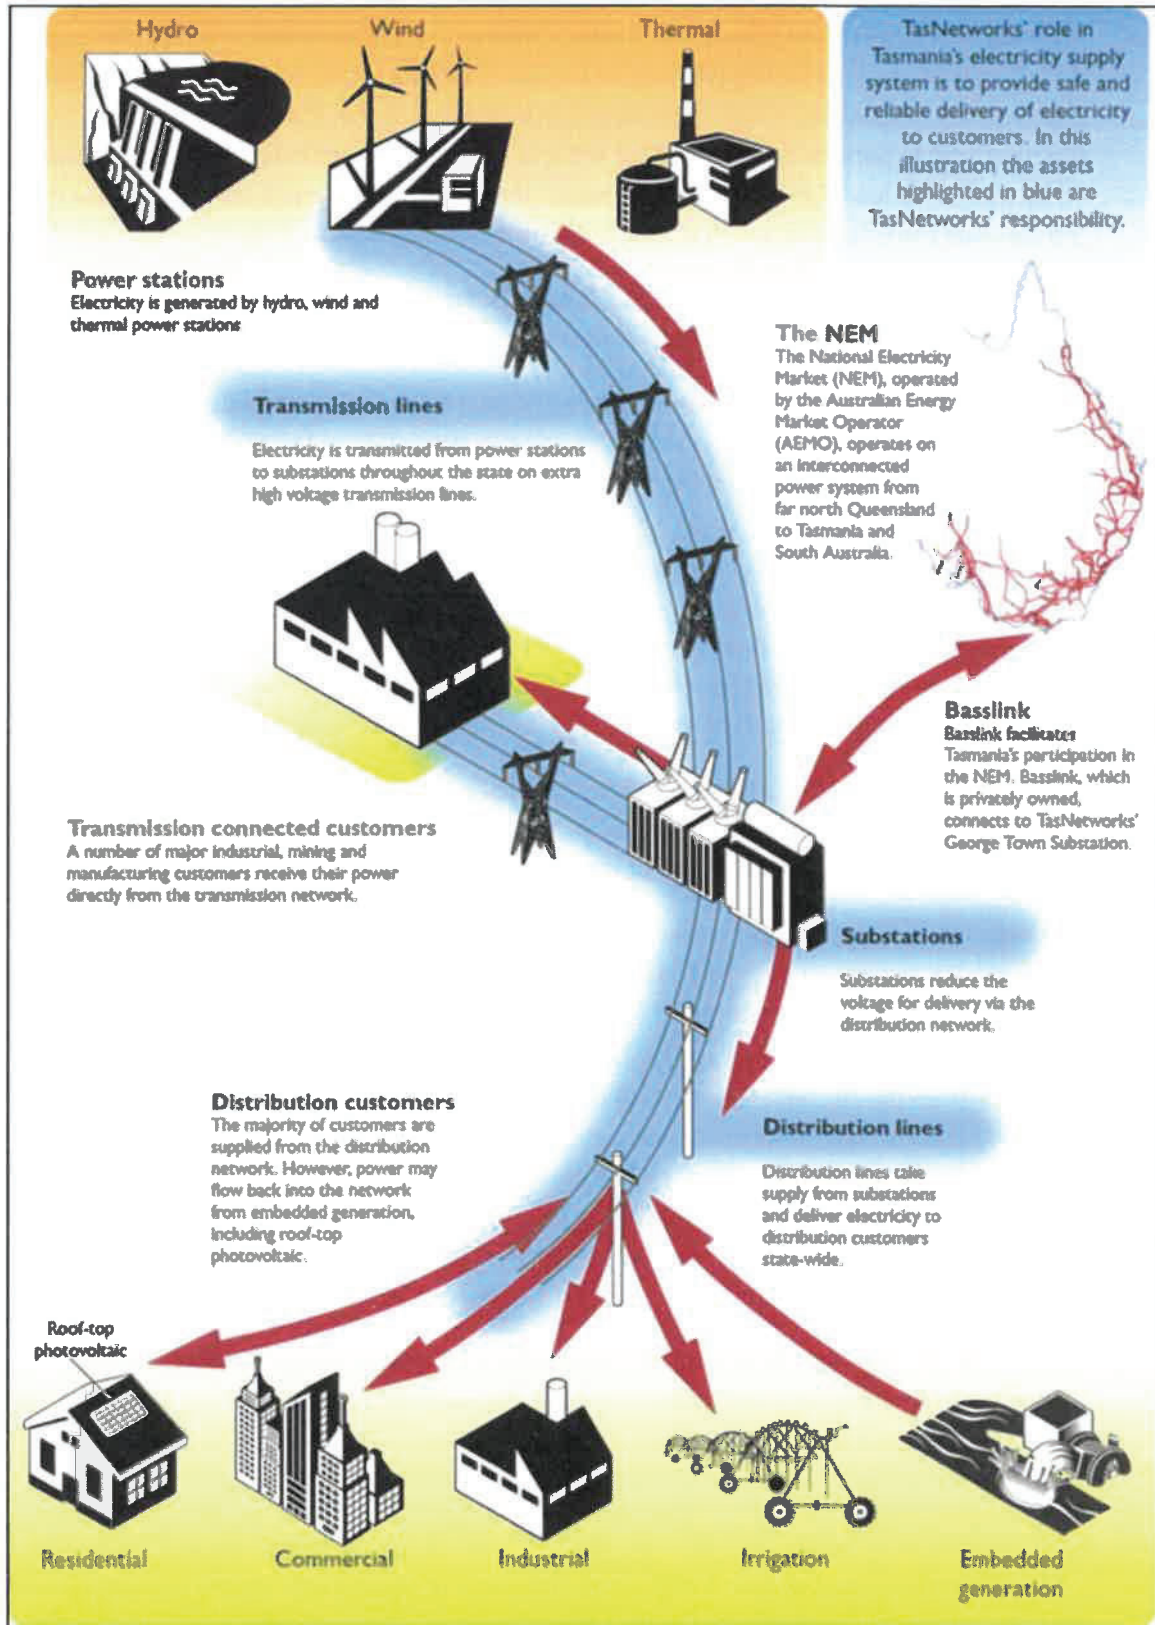 Hydro
Wind
Thermal
TasNetworks' role in
Tasmania's electricity supply
system is to provide safe and
reliable delivery of electricity
to customers. In this
illustration the assets
highlighted in blue are
TasNetworks' responsibility.
Power stations
Electricity is generated by hydro, wind and
thermal power stations
The NEM
The National Electricity
Market (NEM), operated
by the Australian Energy
Market Operator
(AEMO), operates on
an interconnected
power system from
far north Queensland
to Tasmania and
South Australia.
Transmission lines
Electricity is transmitted from power stations
to substations throughout the state on extra
high voltage transmission lines.
Basslink
Basslink facilitates
Tasmania's participation in
the NEM. Basslink, which
is privately owned,
connects to TasNetworks'
George Town Substation.
Transmission connected customers
A number of major industrial, mining and
manufacturing customers receive their power
directly from the transmission network.
Substations
Substations reduce the
voltage for delivery via the
distribution network.
Distribution customers
The majority of customers are
supplied from the distribution
network. However, power may
flow back into the network
from embedded generation,
including roof-top
photovoltaic.
Distribution lines
Distribution lines take
supply from substations
and deliver electricity to
distribution customers
state-wide.
Roof-top
photovoltaic
Residential
Commercial
Industrial
Irrigation
Embedded
generation